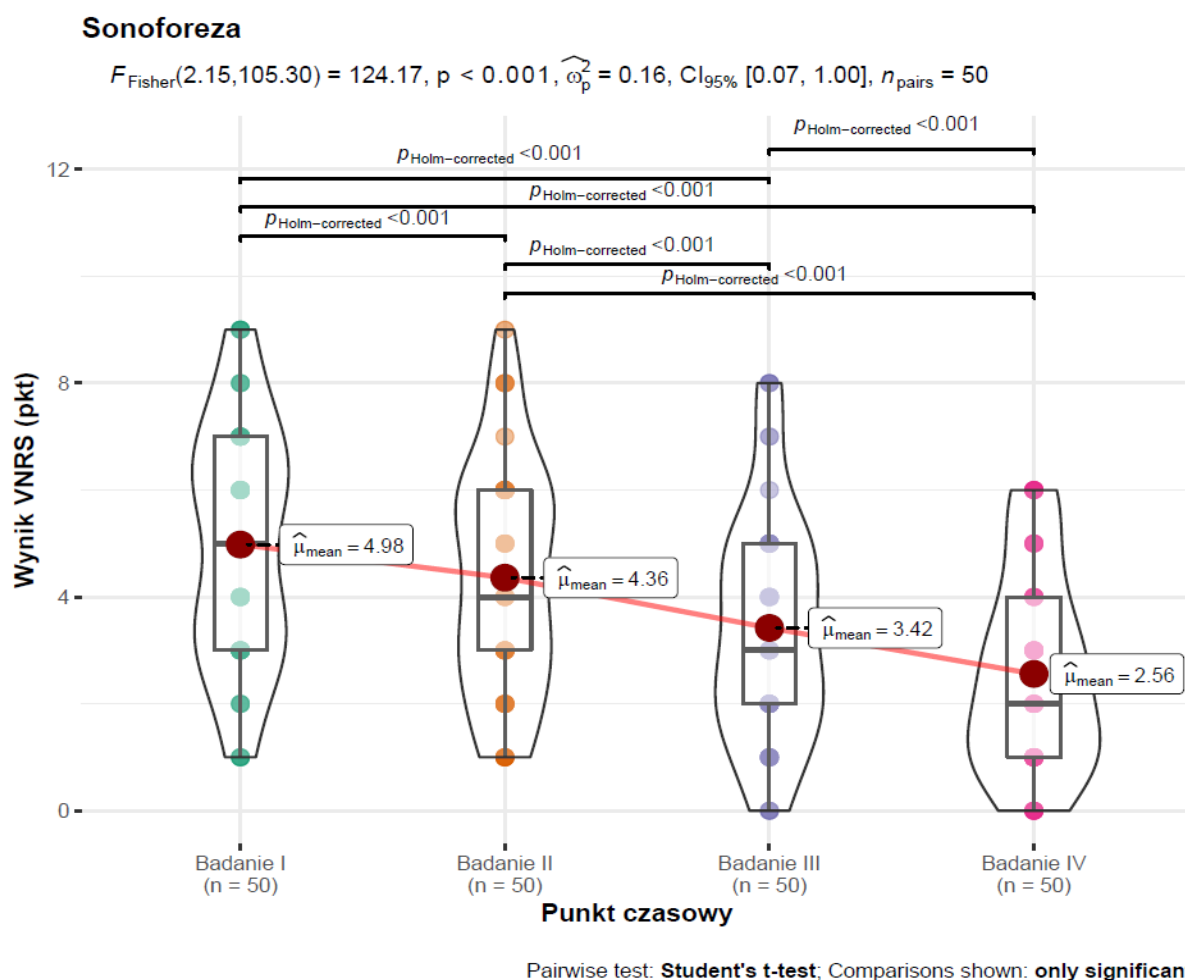 Sonoforeza
F Fisher(2.15,105.30) = 124.17, p < 0.001, ω̂²p = 0.16, CI95% [0.07, 1.00], n pairs = 50
pHolm−corrected <0.001
pHolm−corrected <0.001
pHolm−corrected <0.001
pHolm−corrected <0.001
pHolm−corrected <0.001
pHolm−corrected <0.001
12
8
4
0
Wynik VNRS (pkt)
μ̂mean = 4.98
μ̂mean = 4.36
μ̂mean = 3.42
μ̂mean = 2.56
Badanie I Badanie II Badanie III Badanie IV
(n = 50) (n = 50) (n = 50) (n = 50)
Punkt czasowy
Pairwise test: Student's t-test; Comparisons shown: only significan